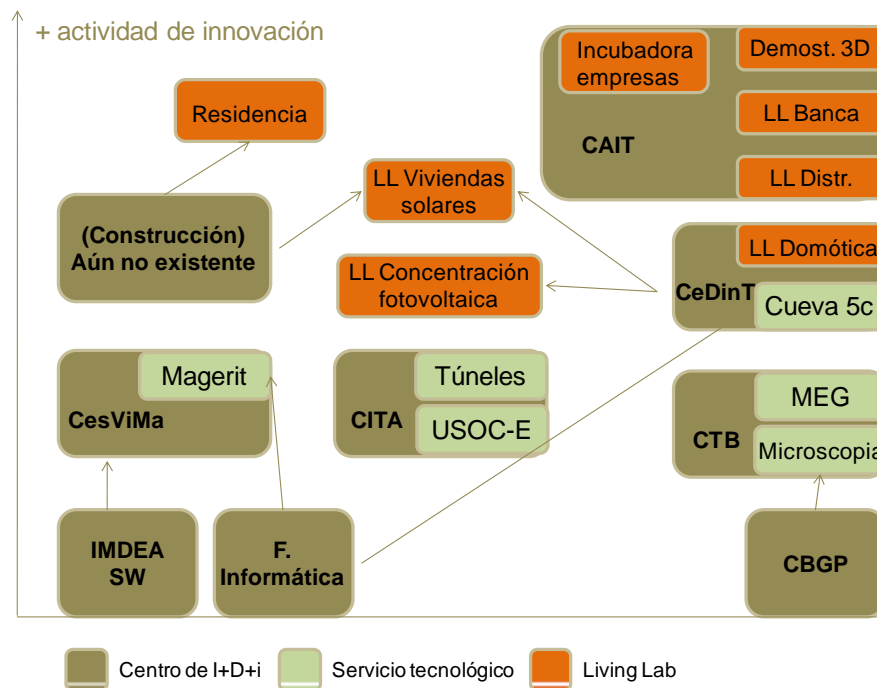 + actividad de innovación
Incubadora
empresas
Demost. 3D
LL Banca
CAIT
LL Distr.
Residencia
LL Viviendas
solares
(Construcción)
Aún no existente
LL Concentración
fotovoltaica
LL Domótica
CeDinT
Cueva 5c
Magerit
CesViMa
Túneles
CITA
USOC-E
MEG
CTB
Microscopia
IMDEA
SW
F.
Informática
CBGP
Centro de I+D+i
Servicio tecnológico
Living Lab